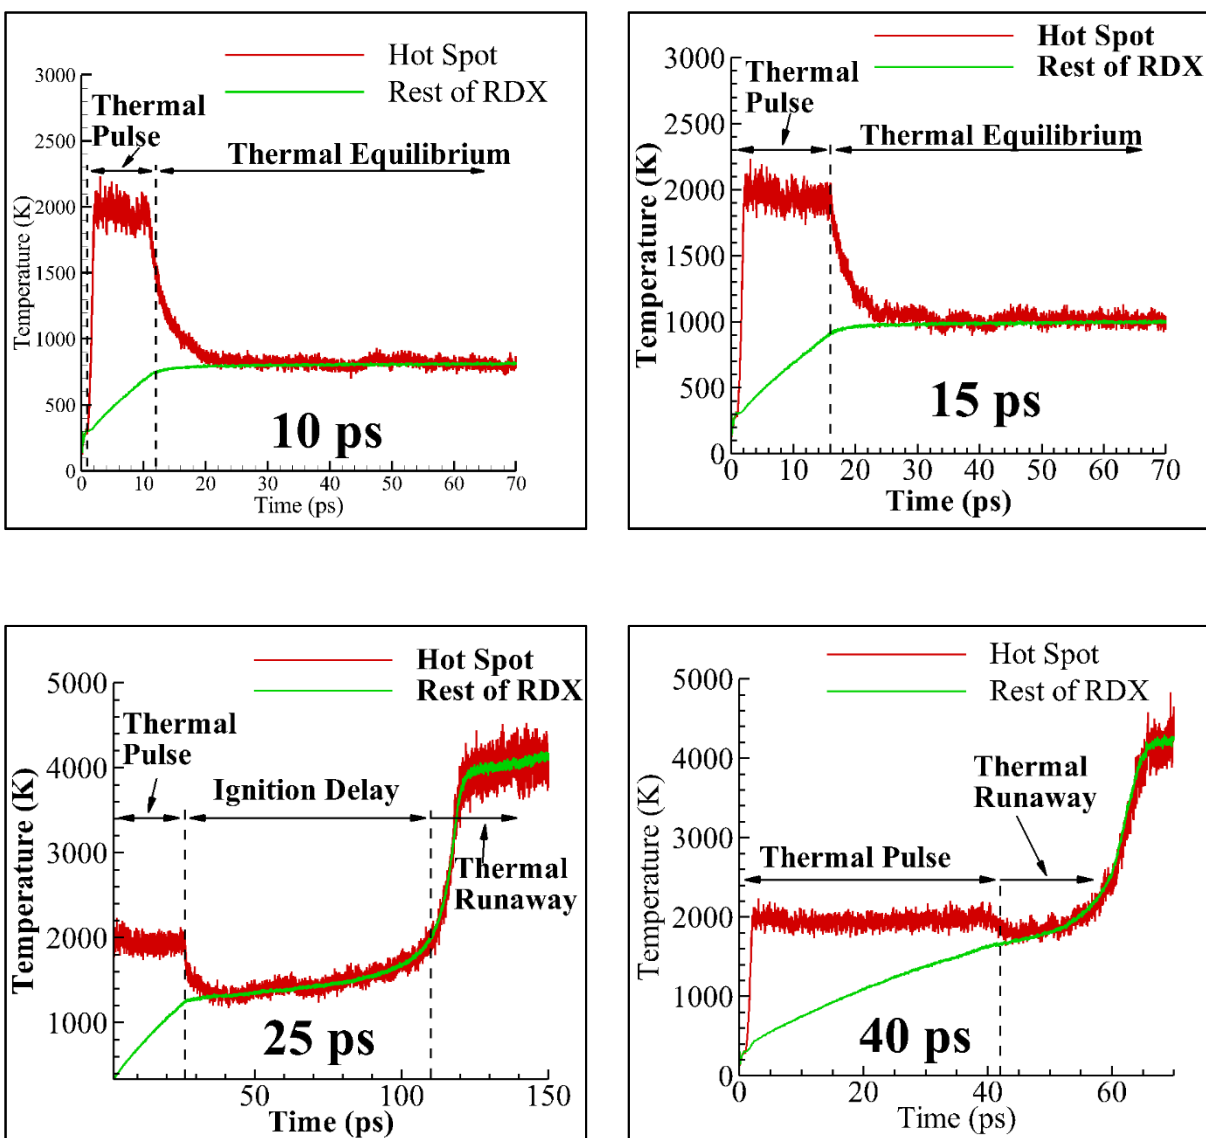 Hot Spot
Rest of RDX
Thermal
Pulse
Thermal Equilibrium
3000
2500
2000
1500
1000
500
0
Temperature (K)
10 ps
0 10 20 30 40 50 60 70
Time (ps)
Hot Spot
Rest of RDX
Thermal
Pulse
Thermal Equilibrium
3000
2500
2000
1500
1000
500
0
Temperature (K)
15 ps
0 10 20 30 40 50 60 70
Time (ps)
Hot Spot
Rest of RDX
Thermal
Pulse
Ignition Delay
Thermal
Runaway
5000
4000
3000
2000
1000
Temperature (K)
25 ps
50 100 150
Time (ps)
Hot Spot
Rest of RDX
Thermal
Runaway
Thermal Pulse
5000
4000
3000
2000
1000
0
Temperature (K)
40 ps
0 20 40 60
Time (ps)